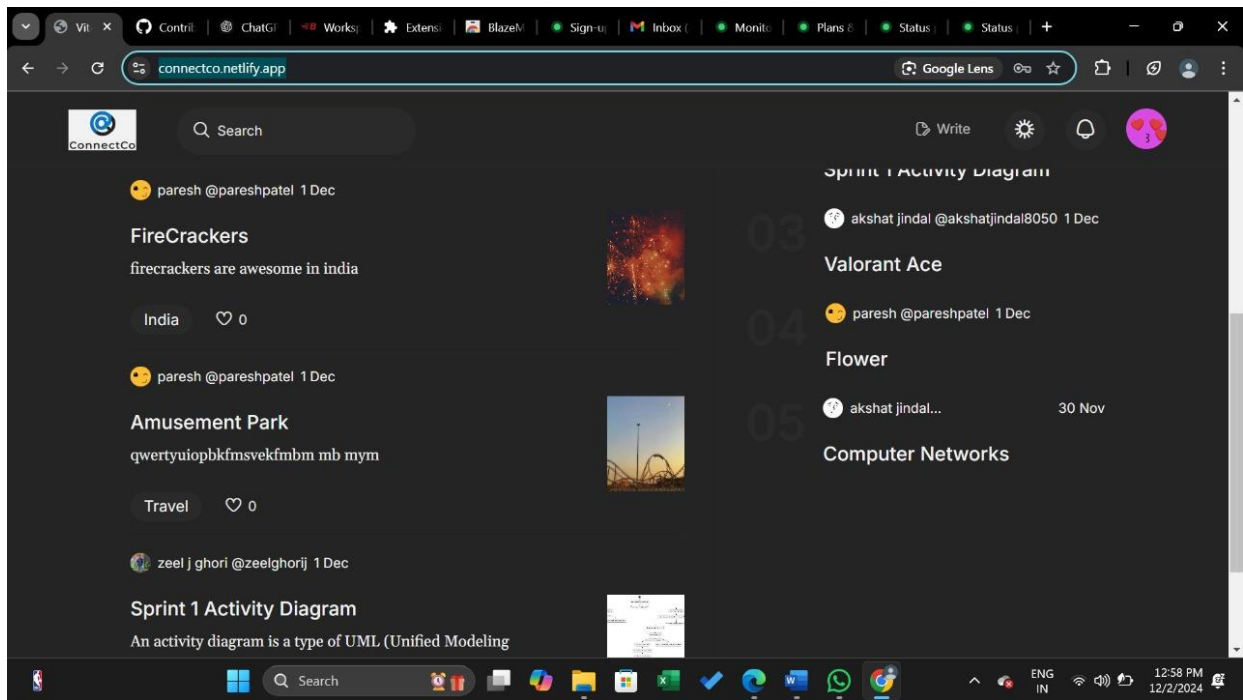 Vit
Contrib
ChatGP
Worksp
Extensi
BlazeM
Sign-up
Inbox (
Monito
Plans &
Status
Status
connectco.netlify.app
Google Lens
ConnectCo
Search
Write
paresh @pareshpatel 1 Dec
FireCrackers
firecrackers are awesome in india
India
0
paresh @pareshpatel 1 Dec
Amusement Park
qwertyuiopbkfmsvekfmbm mb mym
Travel
0
zeel j ghori @zeelghorij 1 Dec
Sprint 1 Activity Diagram
An activity diagram is a type of UML (Unified Modeling
Sprint 1 Activity Diagram
03
akshat jindal @akshatjindal8050 1 Dec
Valorant Ace
04
paresh @pareshpatel 1 Dec
Flower
05
akshat jindal... 30 Nov
Computer Networks
Search
ENG
IN
12:58 PM
12/2/2024